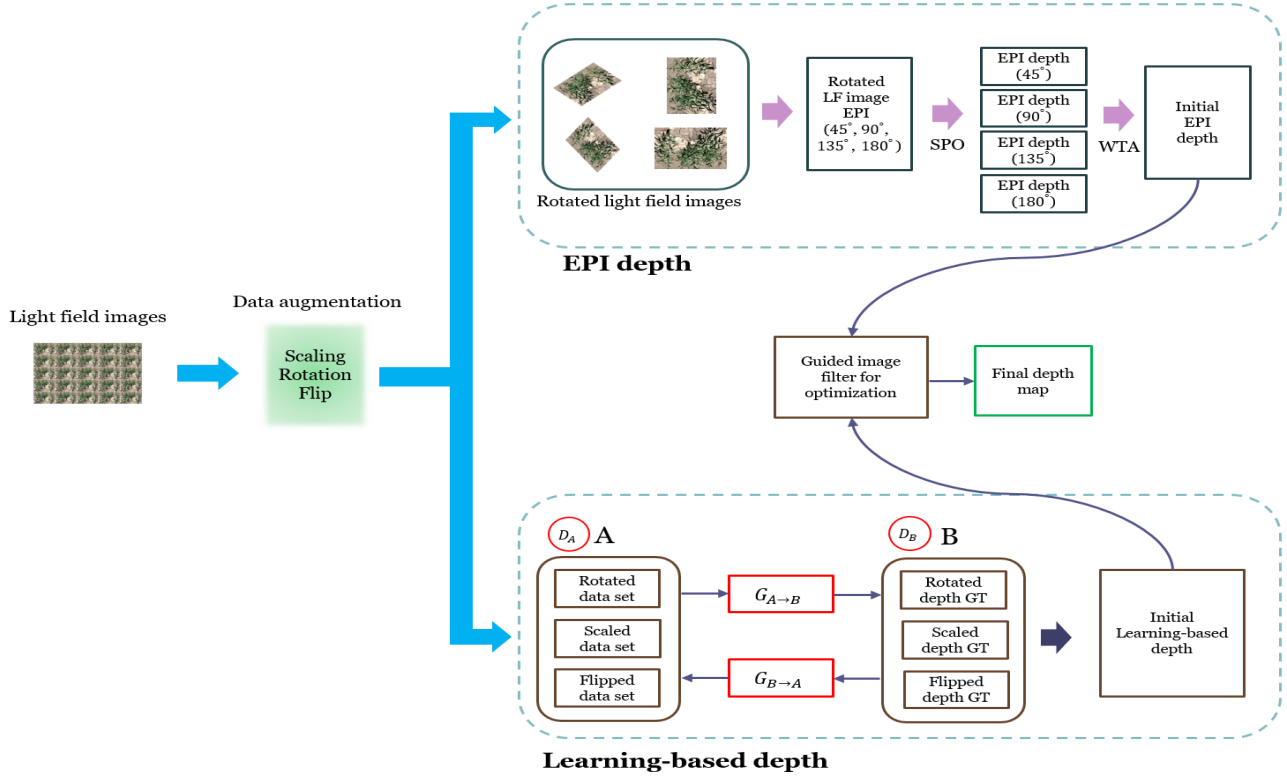 Light field images
Data augmentation
Scaling
Rotation
Flip
Rotated light field images
Rotated
LF image
EPI
(45°, 90°,
135°, 180°)
SPO
EPI depth
(45°)
EPI depth
(90°)
EPI depth
(135°)
EPI depth
(180°)
WTA
Initial
EPI
depth
EPI depth
Guided image
filter for
optimization
Final depth
map
D_A A
Rotated
data set
Scaled
data set
Flipped
data set
G_{A→B}
G_{B→A}
D_B B
Rotated
depth GT
Scaled
depth GT
Flipped
depth GT
Initial
Learning-based
depth
Learning-based depth